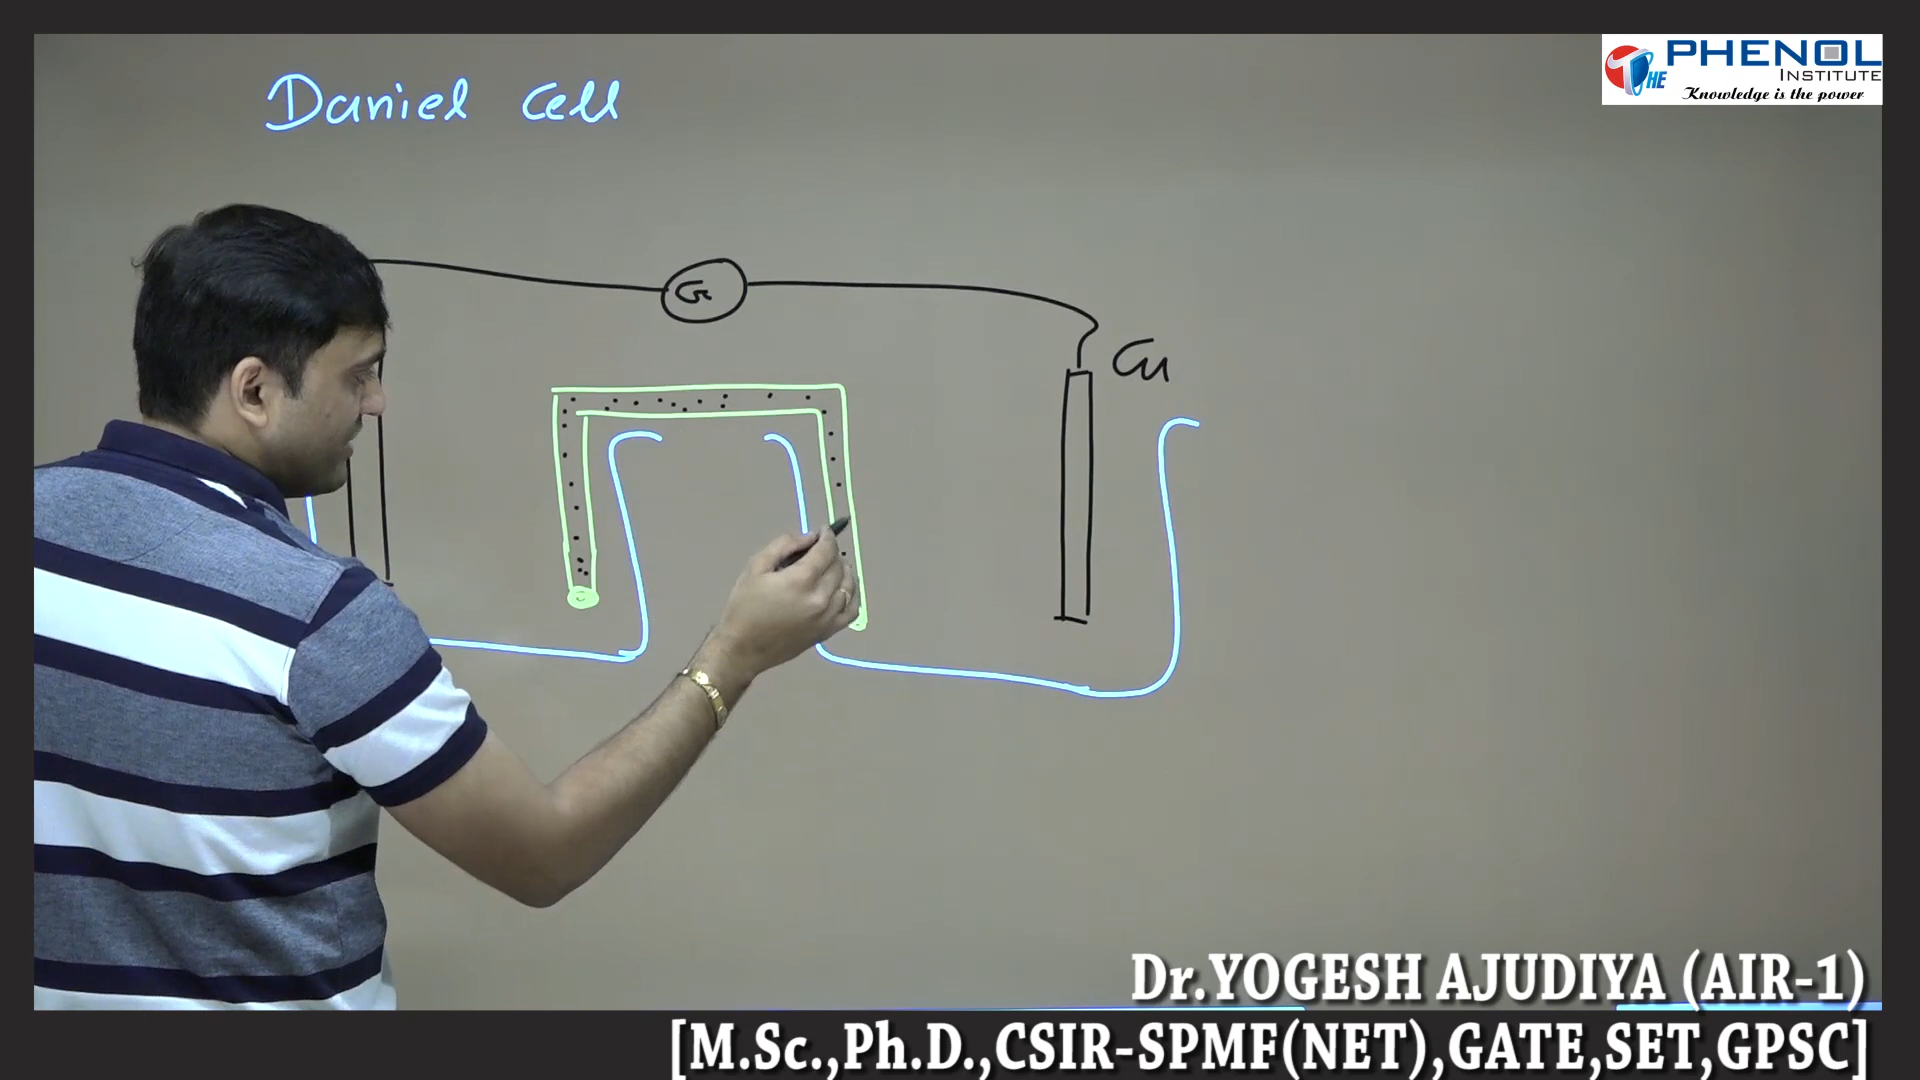 THE PHENOL
INSTITUTE
Knowledge is the power
Daniel Cell
G
Cu
Dr.YOGESH AJUDIYA (AIR-1)
[M.Sc.,Ph.D.,CSIR-SPMF(NET),GATE,SET,GPSC]